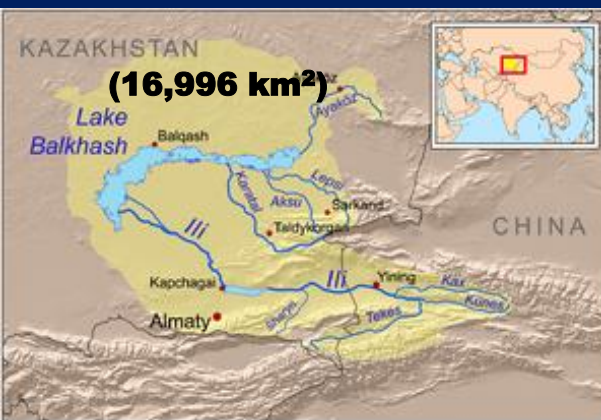 KAZAKHSTAN
(16,996 km²)
Ayakoz
Lake
Balkhash
Balqash
Lepsi
Karatal
Aksu
Sarkand
Taldykorgan
CHINA
Ili
Ili
Yining
Kax
Kapchagai
Kunes
Sharyn
Tekes
Almaty